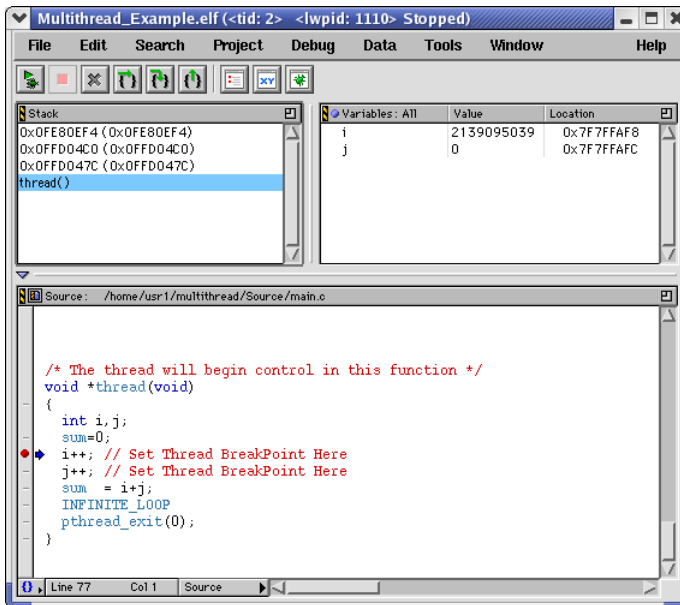 Multithread_Example.elf (<tid: 2> <lwpid: 1110> Stopped)
File Edit Search Project Debug Data Tools Window Help
XY
Stack
0x0FE80EF4 (0x0FE80EF4)
0x0FFD04C0 (0x0FFD04C0)
0x0FFD047C (0x0FFD047C)
thread()
Variables: All Value Location
i 2139095039 0x7F7FFAF8
j 0 0x7F7FFAFC
Source: /home/usr1/multithread/Source/main.c
/* The thread will begin control in this function */
void *thread(void)
{
int i,j;
sum=0;
i++; // Set Thread BreakPoint Here
j++; // Set Thread BreakPoint Here
sum = i+j;
INFINITE_LOOP
pthread_exit(0);
}
{} Line 77 Col 1 Source